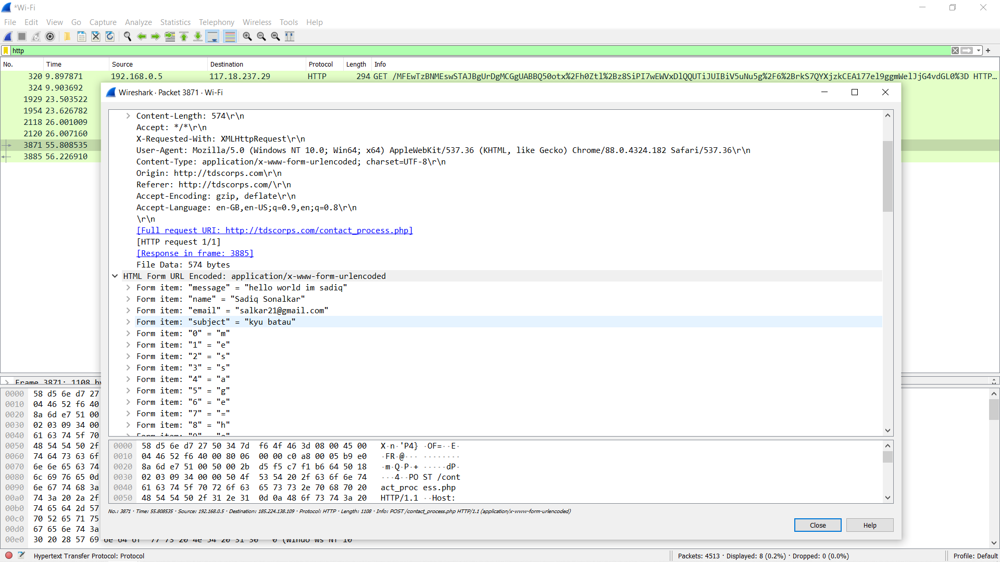 *Wi-Fi
File Edit View Go Capture Analyze Statistics Telephony Wireless Tools Help
http
No. Time Source Destination Protocol Length Info
320 9.897871 192.168.0.5 117.18.237.29 HTTP 294 GET /MFEwTzBNMEswSTAJBgUrDgMCGgUABBQ50otx%2Fh0Ztl%2Bz8SiPI7wEWVxDlQQUTiJUIBiV5uNu5g%2F6%2BrkS7QYXjzkCEA177el9ggmWelJjG4vdGL0%3D HTTP...
324 9.903692
1929 23.503522
1954 23.626782
2118 26.001009
2120 26.007160
3871 55.808535
3885 56.226910
Wireshark · Packet 3871 · Wi-Fi
Content-Length: 574\r\n
Accept: */*\r\n
X-Requested-With: XMLHttpRequest\r\n
User-Agent: Mozilla/5.0 (Windows NT 10.0; Win64; x64) AppleWebKit/537.36 (KHTML, like Gecko) Chrome/88.0.4324.182 Safari/537.36\r\n
Content-Type: application/x-www-form-urlencoded; charset=UTF-8\r\n
Origin: http://tdscorps.com\r\n
Referer: http://tdscorps.com/\r\n
Accept-Encoding: gzip, deflate\r\n
Accept-Language: en-GB,en-US;q=0.9,en;q=0.8\r\n
\r\n
[Full request URI: http://tdscorps.com/contact_process.php]
[HTTP request 1/1]
[Response in frame: 3885]
File Data: 574 bytes
HTML Form URL Encoded: application/x-www-form-urlencoded
Form item: "message" = "hello world im sadiq"
Form item: "name" = "Sadiq Sonalkar"
Form item: "email" = "salkar21@gmail.com"
Form item: "subject" = "kyu batau"
Form item: "0" = "m"
Form item: "1" = "e"
Form item: "2" = "s"
Form item: "3" = "s"
Form item: "4" = "a"
Form item: "5" = "g"
Form item: "6" = "e"
Form item: "7" = "="
Form item: "8" = "h"
Frame 3871: 1108 by
0000 58 d5 6e d7 27
0010 04 46 52 f6 40
0020 8a 6d e7 51 00
0030 02 03 09 34 00
0040 61 63 74 5f 70
0050 48 54 54 50 2f
0060 74 64 73 63 6f
0070 6e 6e 65 63 74
0080 6c 69 76 65 0d
0090 6e 67 74 68 3a
00a0 74 3a 20 2a 2f
00b0 74 65 64 2d 57
00c0 70 52 65 71 75
00d0 67 65 6e 74 3a
00e0 30 20 28 57 69 6e 64 6f 77 73 20 4e 54 20 31 30 0 (Windo ws NT 10
0000 58 d5 6e d7 27 50 34 7d f6 4f 46 3d 08 00 45 00 X·n·'P4} ·OF=··E·
0010 04 46 52 f6 40 00 80 06 00 00 c0 a8 00 05 b9 e0 ·FR·@··· ········
0020 8a 6d e7 51 00 50 00 2b d5 f5 c7 f1 b6 64 50 18 ·m·Q·P·+ ·····dP·
0030 02 03 09 34 00 00 50 4f 53 54 20 2f 63 6f 6e 74 ···4··PO ST /cont
0040 61 63 74 5f 70 72 6f 63 65 73 73 2e 70 68 70 20 act_proc ess.php
0050 48 54 54 50 2f 31 2e 31 0d 0a 48 6f 73 74 3a 20 HTTP/1.1 ··Host:
No.: 3871 · Time: 55.808535 · Source: 192.168.0.5 · Destination: 185.224.138.109 · Protocol: HTTP · Length: 1108 · Info: POST /contact_process.php HTTP/1.1 (application/x-www-form-urlencoded)
Close Help
Hypertext Transfer Protocol: Protocol Packets: 4513 · Displayed: 8 (0.2%) · Dropped: 0 (0.0%) Profile: Default